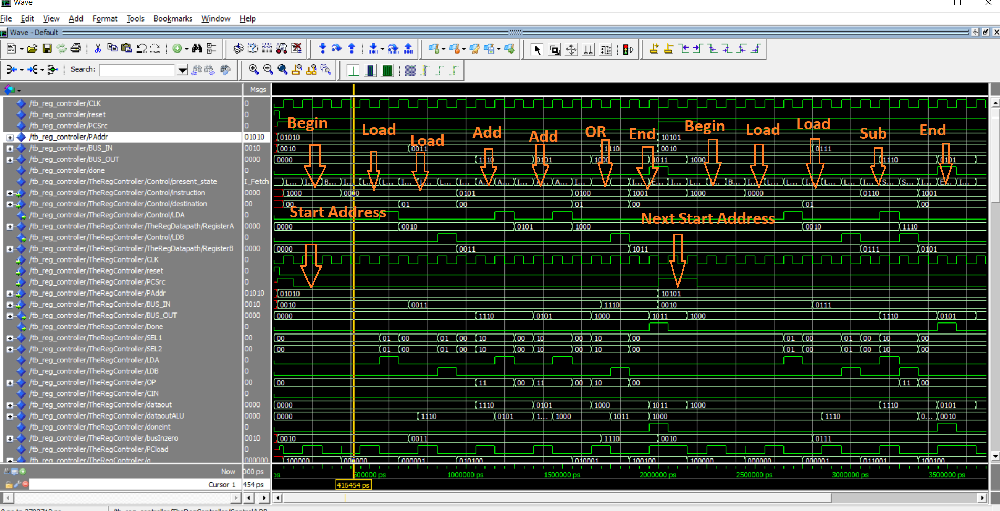 Wave
File Edit View Add Format Tools Bookmarks Window Help
Wave - Default
Search:
Msgs
/tb_reg_controller/CLK 0
/tb_reg_controller/reset 0
/tb_reg_controller/PCSrc 0
/tb_reg_controller/PAddr 01010 01010 10101
/tb_reg_controller/BUS_IN 0010 0010 0011 1110 0010 0111
/tb_reg_controller/BUS_OUT 0000 0000 1110 0101 1000 1011 1000 1110 0101
/tb_reg_controller/done 0
/tb_reg_controller/TheRegController/Control/present_state I_Fetch L... I... B... I... L... L... I... L... L... I... A... A... I... A... A... I... I... E... I... L... B... I... L... L... I... L... L... I... S... S... I... E... I...
/tb_reg_controller/TheRegController/Control/instruction 0000 1000 0000 0101 0100 1001 1000 0000 0110 1001
/tb_reg_controller/TheRegController/Control/destination 00 00 01 00 01 00 01 00
/tb_reg_controller/TheRegController/Control/LDA 0
/tb_reg_controller/TheRegController/TheRegDatapath/RegisterA 0000 0000 0010 0101 1000 0010 1110
/tb_reg_controller/TheRegController/Control/LDB 0
/tb_reg_controller/TheRegController/TheRegDatapath/RegisterB 0000 0000 0011 1011 0111 0101
/tb_reg_controller/TheRegController/CLK 0
/tb_reg_controller/TheRegController/reset 0
/tb_reg_controller/TheRegController/PCSrc 0
/tb_reg_controller/TheRegController/PAddr 01010 01010 10101
/tb_reg_controller/TheRegController/BUS_IN 0010 0010 0011 1110 0010 0111
/tb_reg_controller/TheRegController/BUS_OUT 0000 0000 1110 0101 1000 1011 1000 1110 0101
/tb_reg_controller/TheRegController/Done 0
/tb_reg_controller/TheRegController/SEL1 00 00 01 00 01 00 10 00 10 00 10 00 01 00 01 00 10 00
/tb_reg_controller/TheRegController/SEL2 00 00 01 00 01 00 10 00 10 00 10 00 01 00 01 00 10 00
/tb_reg_controller/TheRegController/LDA 0
/tb_reg_controller/TheRegController/LDB 0
/tb_reg_controller/TheRegController/OP 00 00 11 00 11 00 10 00 11 00
/tb_reg_controller/TheRegController/CIN 0
/tb_reg_controller/TheRegController/dataout 0000 0000 1110 0101 1000 1011 1000 1110 0101
/tb_reg_controller/TheRegController/dataoutALU 0000 0000 1110 0101 1... 1000 1011 1000 1110 0... 0010
/tb_reg_controller/TheRegController/doneint 0
/tb_reg_controller/TheRegController/busInzero 0010 0010 0011 1110 0010 0111
/tb_reg_controller/TheRegController/PCload 0
/tb_reg_controller/TheRegController/q 000000 100000 000000 000001 010100 010001 100100 100000 000000 000001 011001 100100
Begin Load Load Add Add OR End Begin Load Load Sub End
Start Address
Next Start Address
Now 000 ps ps 500000 ps 1000000 ps 1500000 ps 2000000 ps 2500000 ps 3000000 ps 3500000 ps
Cursor 1 454 ps 416454 ps